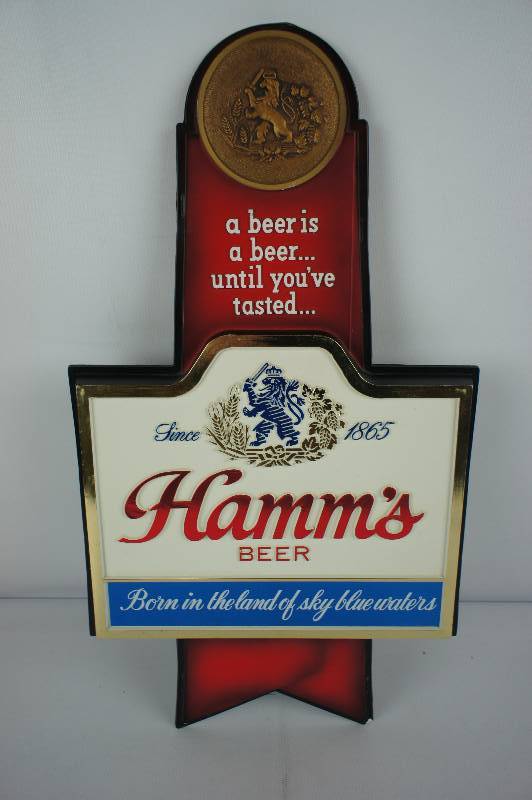 a beer is
a beer...
until you've
tasted...
Since 1865
Hamm's
BEER
Born in the land of sky blue waters